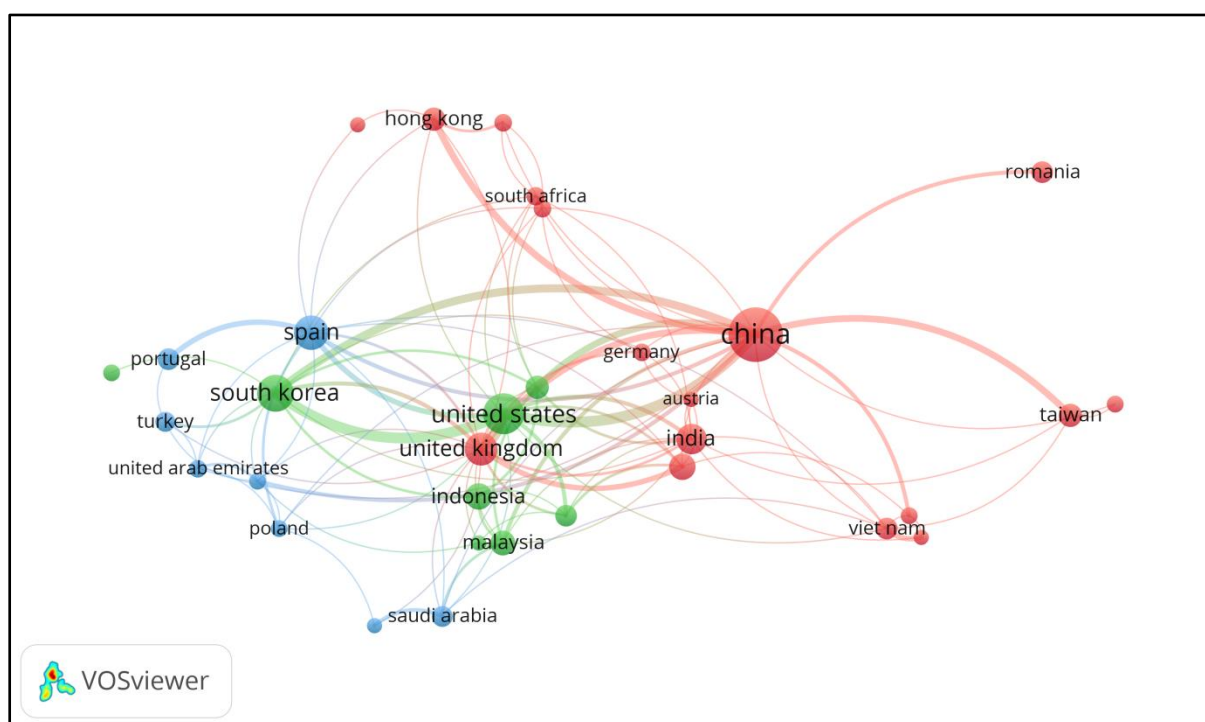 hong kong
romania
south africa
spain
china
germany
portugal
south korea
austria
united states
taiwan
turkey
india
united kingdom
united arab emirates
indonesia
poland
viet nam
malaysia
saudi arabia
VOSviewer